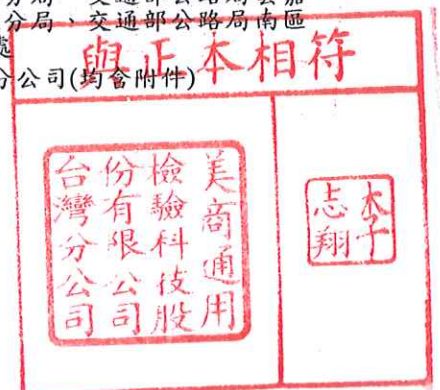 分局、交通部公路局南區
處
分公司(均含附件)
與正本相符
美商通用
檢驗科技股
份有限公司
台灣分公司
李
志翔